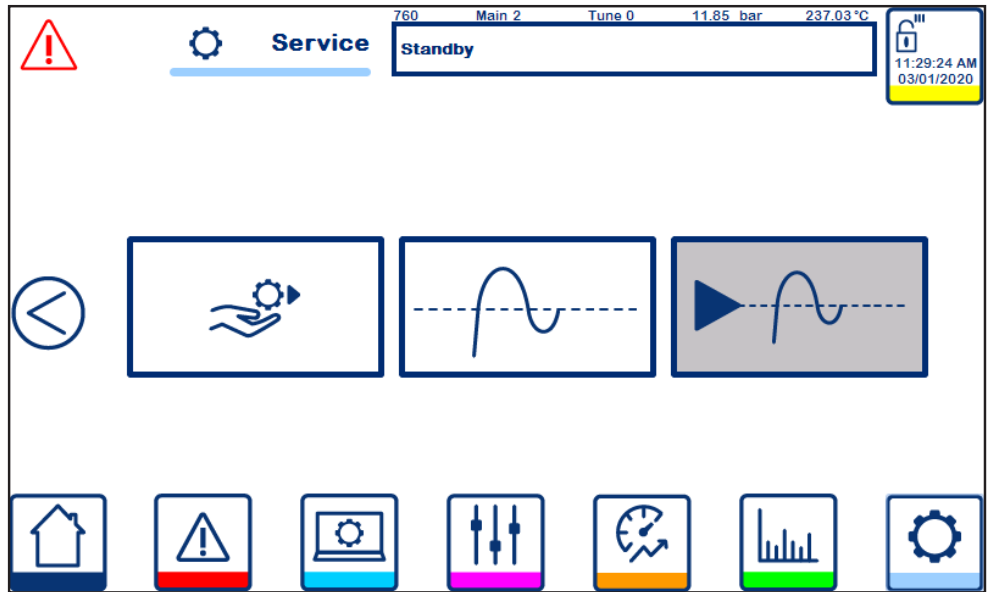 760 Main 2 Tune 0 11.85 bar 237.03 °C
Service
Standby
11:29:24 AM
03/01/2020